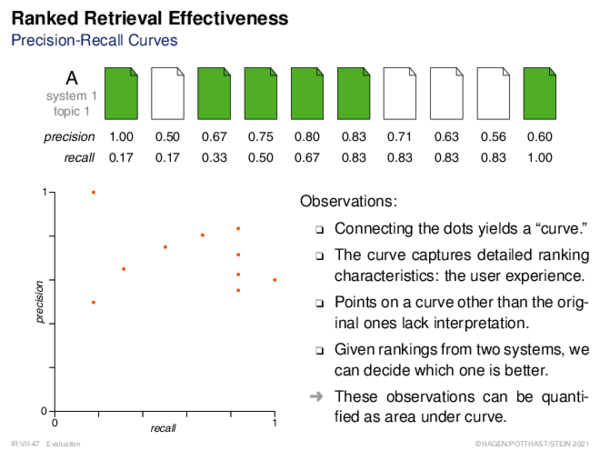 Ranked Retrieval Effectiveness
Precision-Recall Curves
A
system 1
topic 1
precision 1.00 0.50 0.67 0.75 0.80 0.83 0.71 0.63 0.56 0.60
recall 0.17 0.17 0.33 0.50 0.67 0.83 0.83 0.83 0.83 1.00
1
precision
0
0
recall
1
Observations:
❑ Connecting the dots yields a “curve.”
❑ The curve captures detailed ranking
characteristics: the user experience.
❑ Points on a curve other than the orig-
inal ones lack interpretation.
❑ Given rankings from two systems, we
can decide which one is better.
➜ These observations can be quanti-
fied as area under curve.
IR:VII-47 Evaluation
©HAGEN/POTTHAST/STEIN 2021